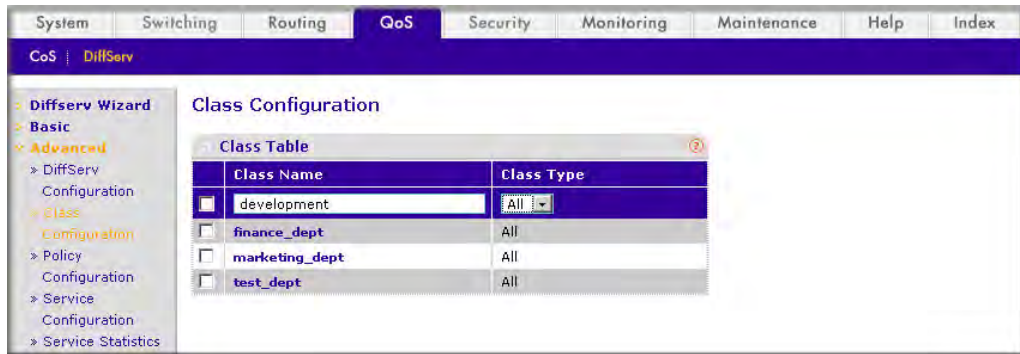 System Switching Routing QoS Security Monitoring Maintenance Help Index
CoS | DiffServ
Diffserv Wizard
Basic
Advanced
» DiffServ
Configuration
» Class
Configuration
» Policy
Configuration
» Service
Configuration
» Service Statistics
Class Configuration
Class Table ?
Class Name Class Type
development All
finance_dept All
marketing_dept All
test_dept All